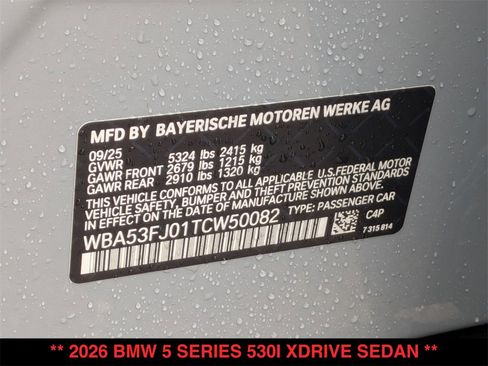 MFD BY BAYERISCHE MOTOREN WERKE AG
09/25
GVWR 5324 lbs 2415 kg
GAWR FRONT 2679 lbs 1215 kg
GAWR REAR 2910 lbs 1320 kg
THIS VEHICLE CONFORMS TO ALL APPLICABLE U.S. FEDERAL MOTOR
VEHICLE SAFETY, BUMPER, AND THEFT PREVENTION STANDARDS
IN EFFECT ON THE DATE OF MANUFACTURE SHOWN ABOVE.
WBA53FJ01TCW50082 TYPE: PASSENGER CAR
C4P
7 315 814
** 2026 BMW 5 SERIES 530I XDRIVE SEDAN **